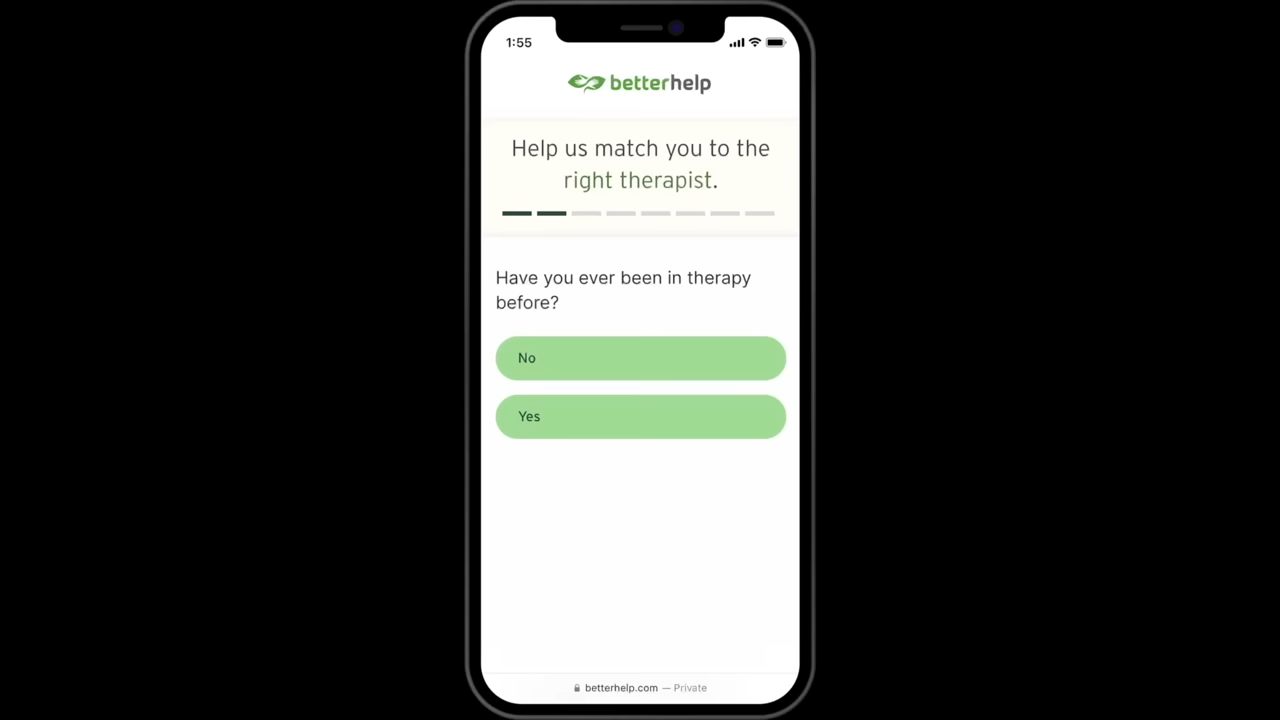 1:55
betterhelp
Help us match you to the
right therapist.
Have you ever been in therapy
before?
No
Yes
betterhelp.com — Private